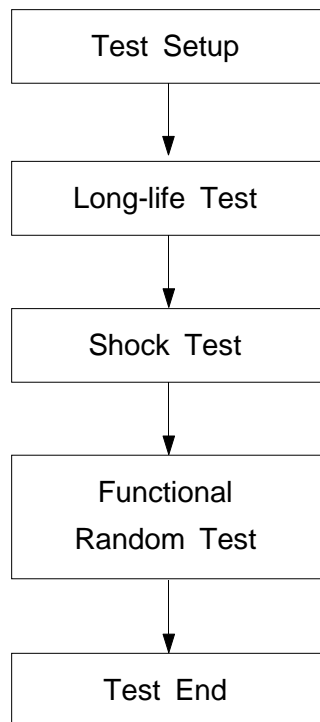 Test Setup
Long-life Test
Shock Test
Functional
Random Test
Test End